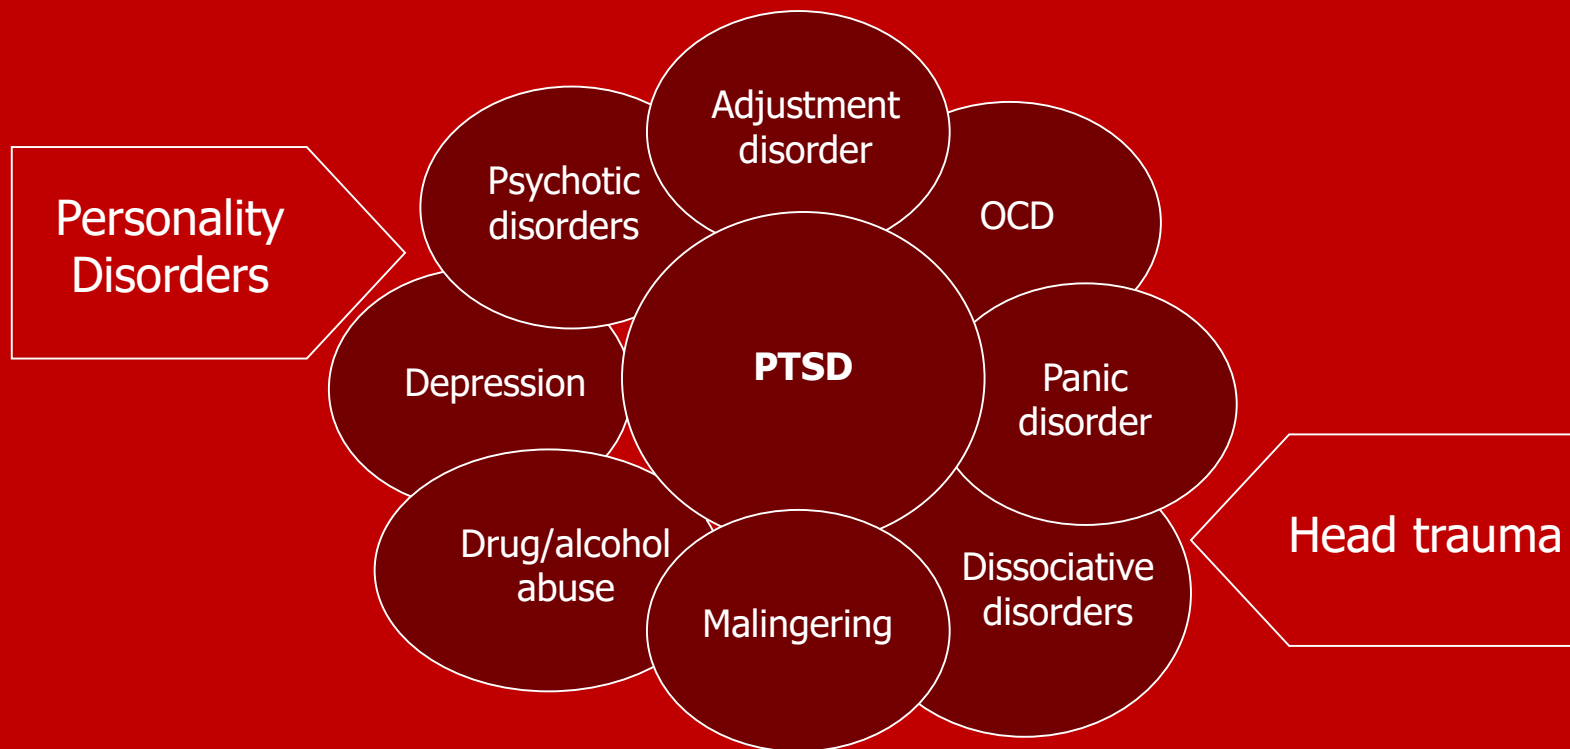 Adjustment
disorder
Psychotic
disorders
OCD
Personality
Disorders
PTSD
Depression
Panic
disorder
Head trauma
Drug/alcohol
abuse
Dissociative
disorders
Malingering